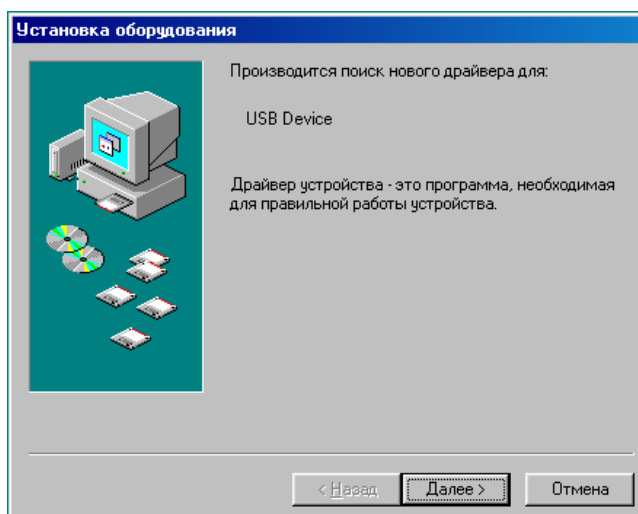 Установка оборудования
Производится поиск нового драйвера для:
USB Device
Драйвер устройства - это программа, необходимая
для правильной работы устройства.
< Назад
Далее >
Отмена